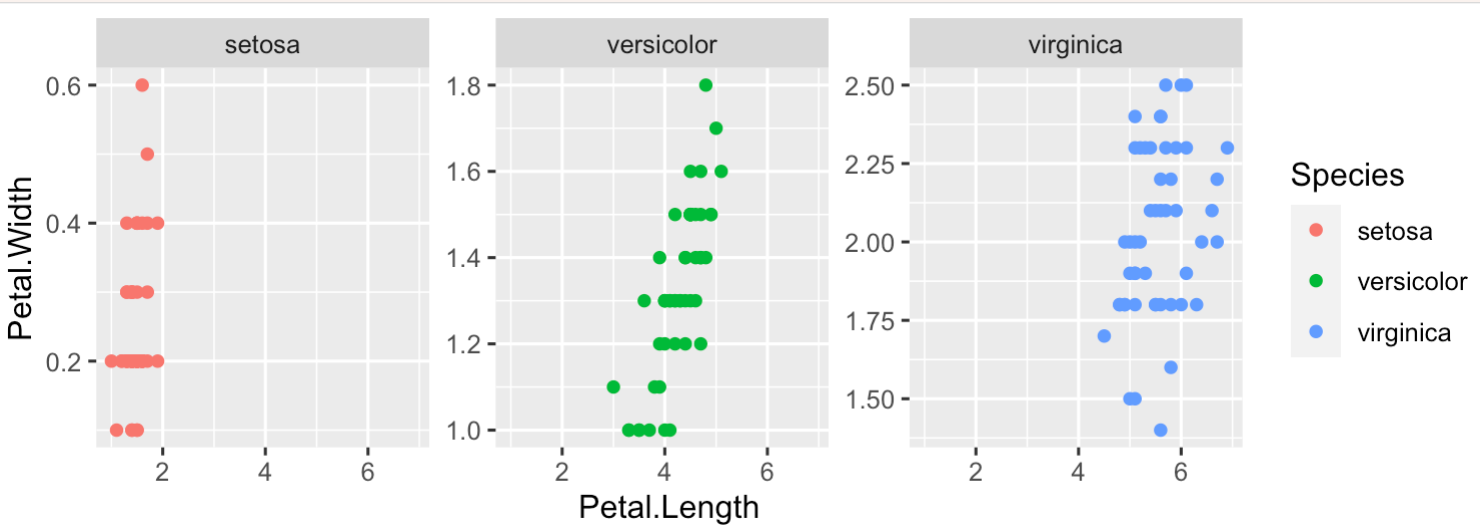 setosa
versicolor
virginica
0.6
0.4
0.2
1.8
1.6
1.4
1.2
1.0
2.50
2.25
2.00
1.75
1.50
2 4 6
2 4 6
2 4 6
Petal.Width
Petal.Length
Species
setosa
versicolor
virginica